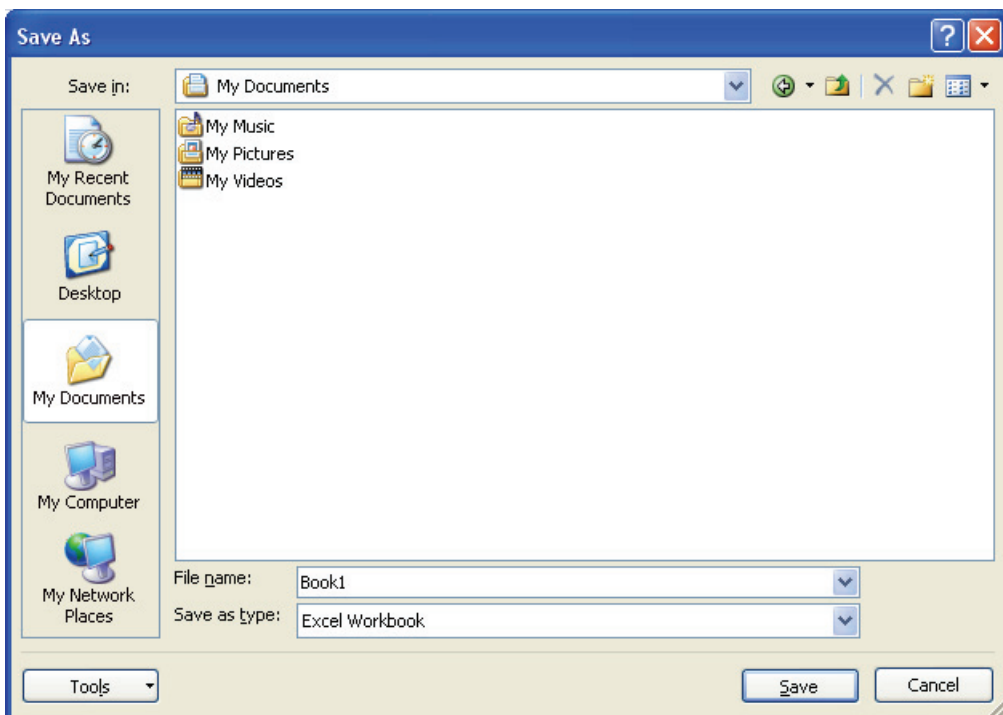 Save As
Save in:
My Documents
My Recent
Documents
Desktop
My Documents
My Computer
My Network
Places
My Music
My Pictures
My Videos
File name:
Book1
Save as type:
Excel Workbook
Tools
Save
Cancel